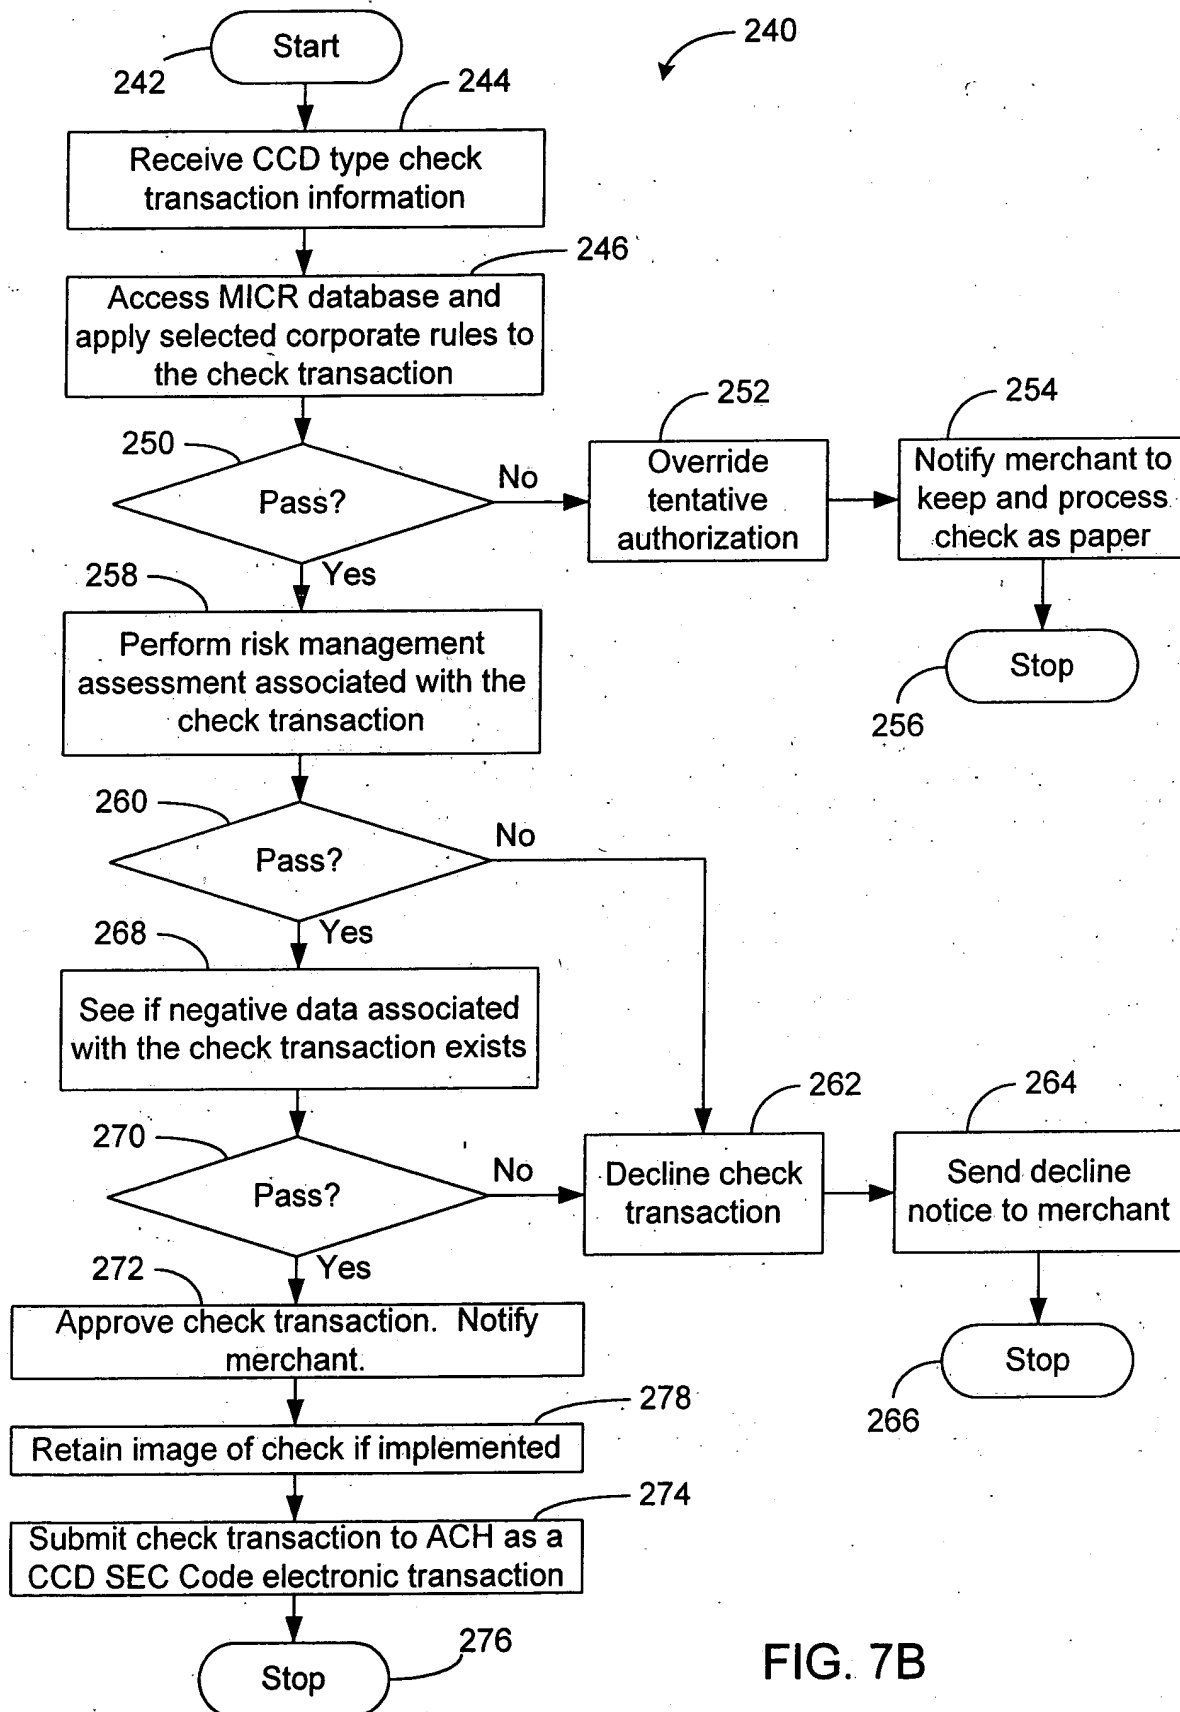 Start
240
242
244
Receive CCD type check
transaction information
246
Access MICR database and
apply selected corporate rules to
the check transaction
250
Pass?
No
252
Override
tentative
authorization
254
Notify merchant to
keep and process
check as paper
Yes
258
Perform risk management
assessment associated with the
check transaction
Stop
256
260
Pass?
No
Yes
268
See if negative data associated
with the check transaction exists
270
Pass?
No
262
Decline check
transaction
264
Send decline
notice to merchant
Yes
272
Approve check transaction. Notify
merchant.
Stop
266
278
Retain image of check if implemented
274
Submit check transaction to ACH as a
CCD SEC Code electronic transaction
276
Stop
FIG. 7B